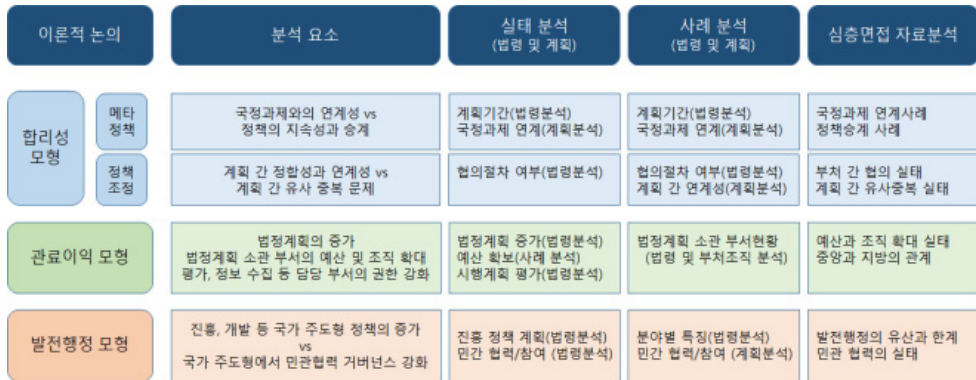 이론적 논의
분석 요소
실태 분석
(법령 및 계획)
사례 분석
(법령 및 계획)
심층면접 자료분석
합리성
모형
메타
정책
국정과제와의 연계성 vs
정책의 지속성과 승계
계획기간(법령분석)
국정과제 연계(계획분석)
계획기간(법령분석)
국정과제 연계(계획분석)
국정과제 연계사례
정책승계 사례
정책
조정
계획 간 정합성과 연계성 vs
계획 간 유사 중복 문제
협의절차 여부(법령분석)
협의절차 여부(법령분석)
계획 간 연계성(계획분석)
부처 간 협의 실태
계획 간 유사중복 실태
관료이익 모형
법정계획의 증가
법정계획 소관 부서의 예산 및 조직 확대
평가, 정보 수집 등 담당 부서의 권한 강화
법정계획 증가(법령분석)
예산 확보(사례 분석)
시행계획 평가(법령분석)
법정계획 소관 부서현황
(법령 및 부처조직 분석)
예산과 조직 확대 실태
중앙과 지방의 관계
발전행정 모형
진흥, 개발 등 국가 주도형 정책의 증가
vs
국가 주도형에서 민관협력 거버넌스 강화
진흥 정책 계획(법령분석)
민간 협력/참여 (법령분석)
분야별 특징(법령분석)
민간 협력/참여 (계획분석)
발전행정의 유산과 한계
민관 협력의 실태